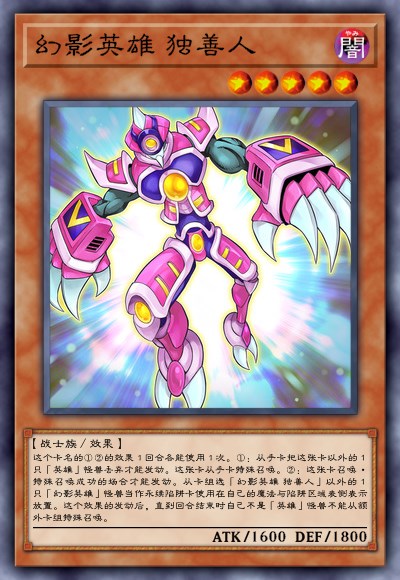 幻影英雄 独善人
やみ
闇
【战士族/效果】
这个卡名的①②的效果1回合各能使用1次。①：从手卡把这张卡以外的1
只「英雄」怪兽丢弃才能发动。这张卡从手卡特殊召唤。②：这张卡召唤・
特殊召唤成功的场合才能发动。从卡组选「幻影英雄 独善人」以外的1
只「幻影英雄」怪兽当作永续陷阱卡使用在自己的魔法与陷阱区域表侧表示
放置。这个效果的发动后，直到回合结束时自己不是「英雄」怪兽不能从额
外卡组特殊召唤。
ATK/1600 DEF/1800